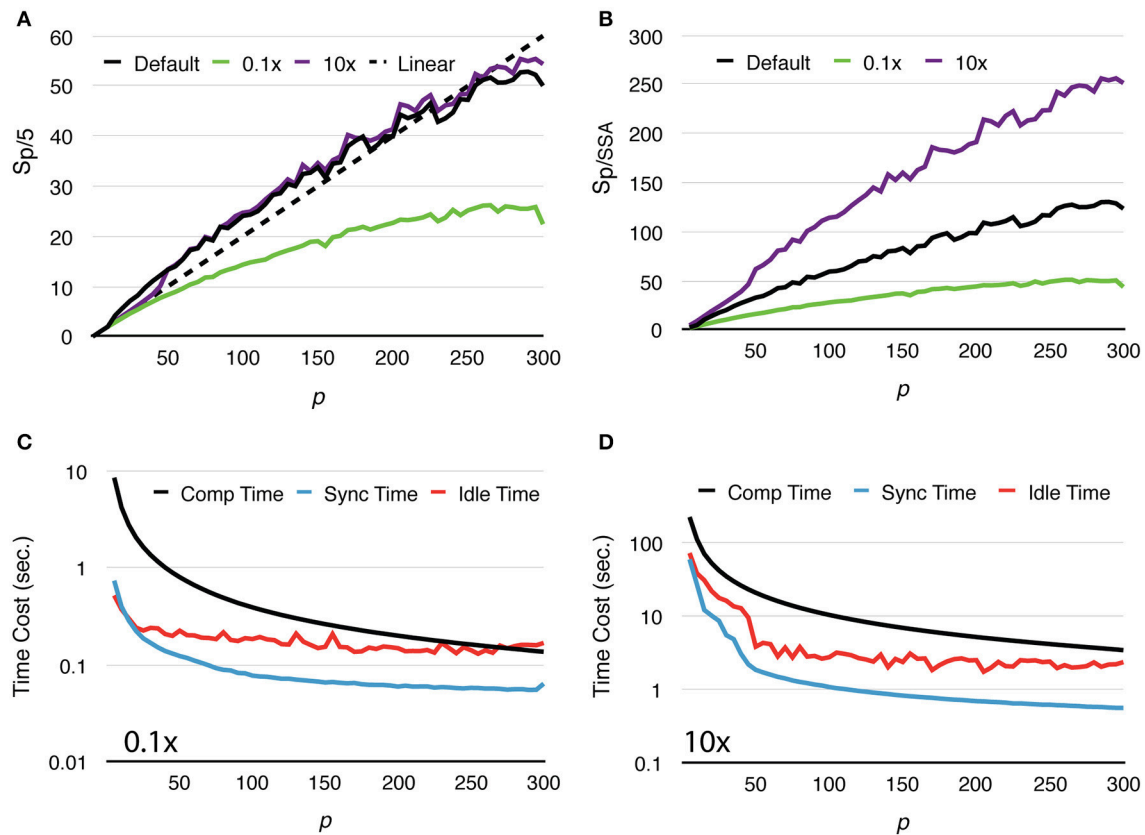 A
Sp/5
60
50
40
30
20
10
0
Default 0.1x 10x Linear
50 100 150 200 250 300
p
B
Sp/SSA
300
250
200
150
100
50
0
Default 0.1x 10x
50 100 150 200 250 300
p
C
Time Cost (sec.)
10
1
0.1
0.01
Comp Time Sync Time Idle Time
0.1x
50 100 150 200 250 300
p
D
Time Cost (sec.)
100
10
1
0.1
Comp Time Sync Time Idle Time
10x
50 100 150 200 250 300
p